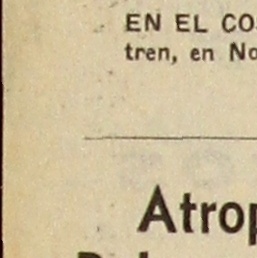 EN EL CO
tren, en No
Atrop